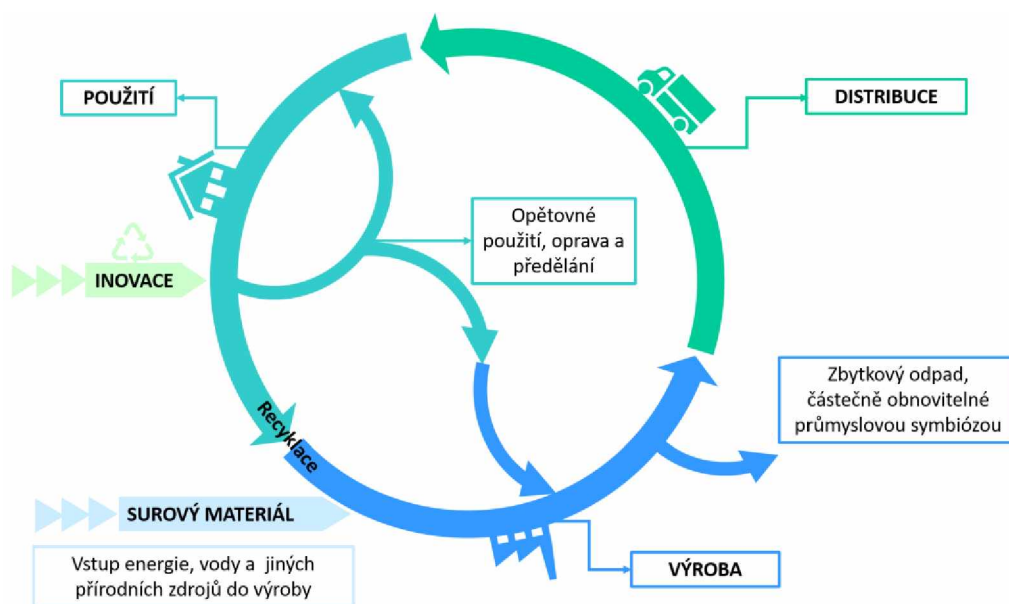 POUŽITÍ
DISTRIBUCE
Opětovné
použití, oprava a
předělání
INOVACE
Zbytkový odpad,
částečně obnovitelné
průmyslovou symbiózou
Recyklace
SUROVÝ MATERIÁL
Vstup energie, vody a jiných
přírodních zdrojů do výroby
VÝROBA